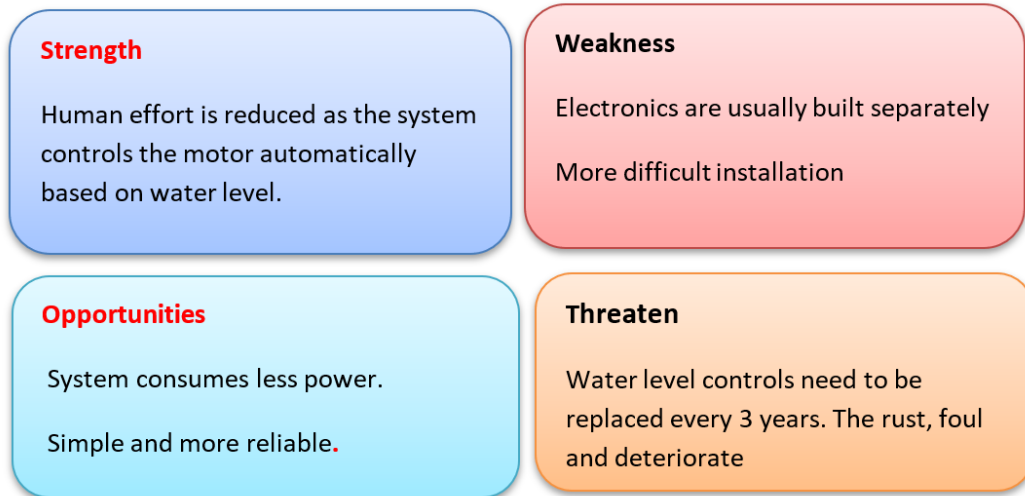 Strength
Human effort is reduced as the system
controls the motor automatically
based on water level.
Weakness
Electronics are usually built separately
More difficult installation
Opportunities
System consumes less power.
Simple and more reliable.
Threaten
Water level controls need to be
replaced every 3 years. The rust, foul
and deteriorate